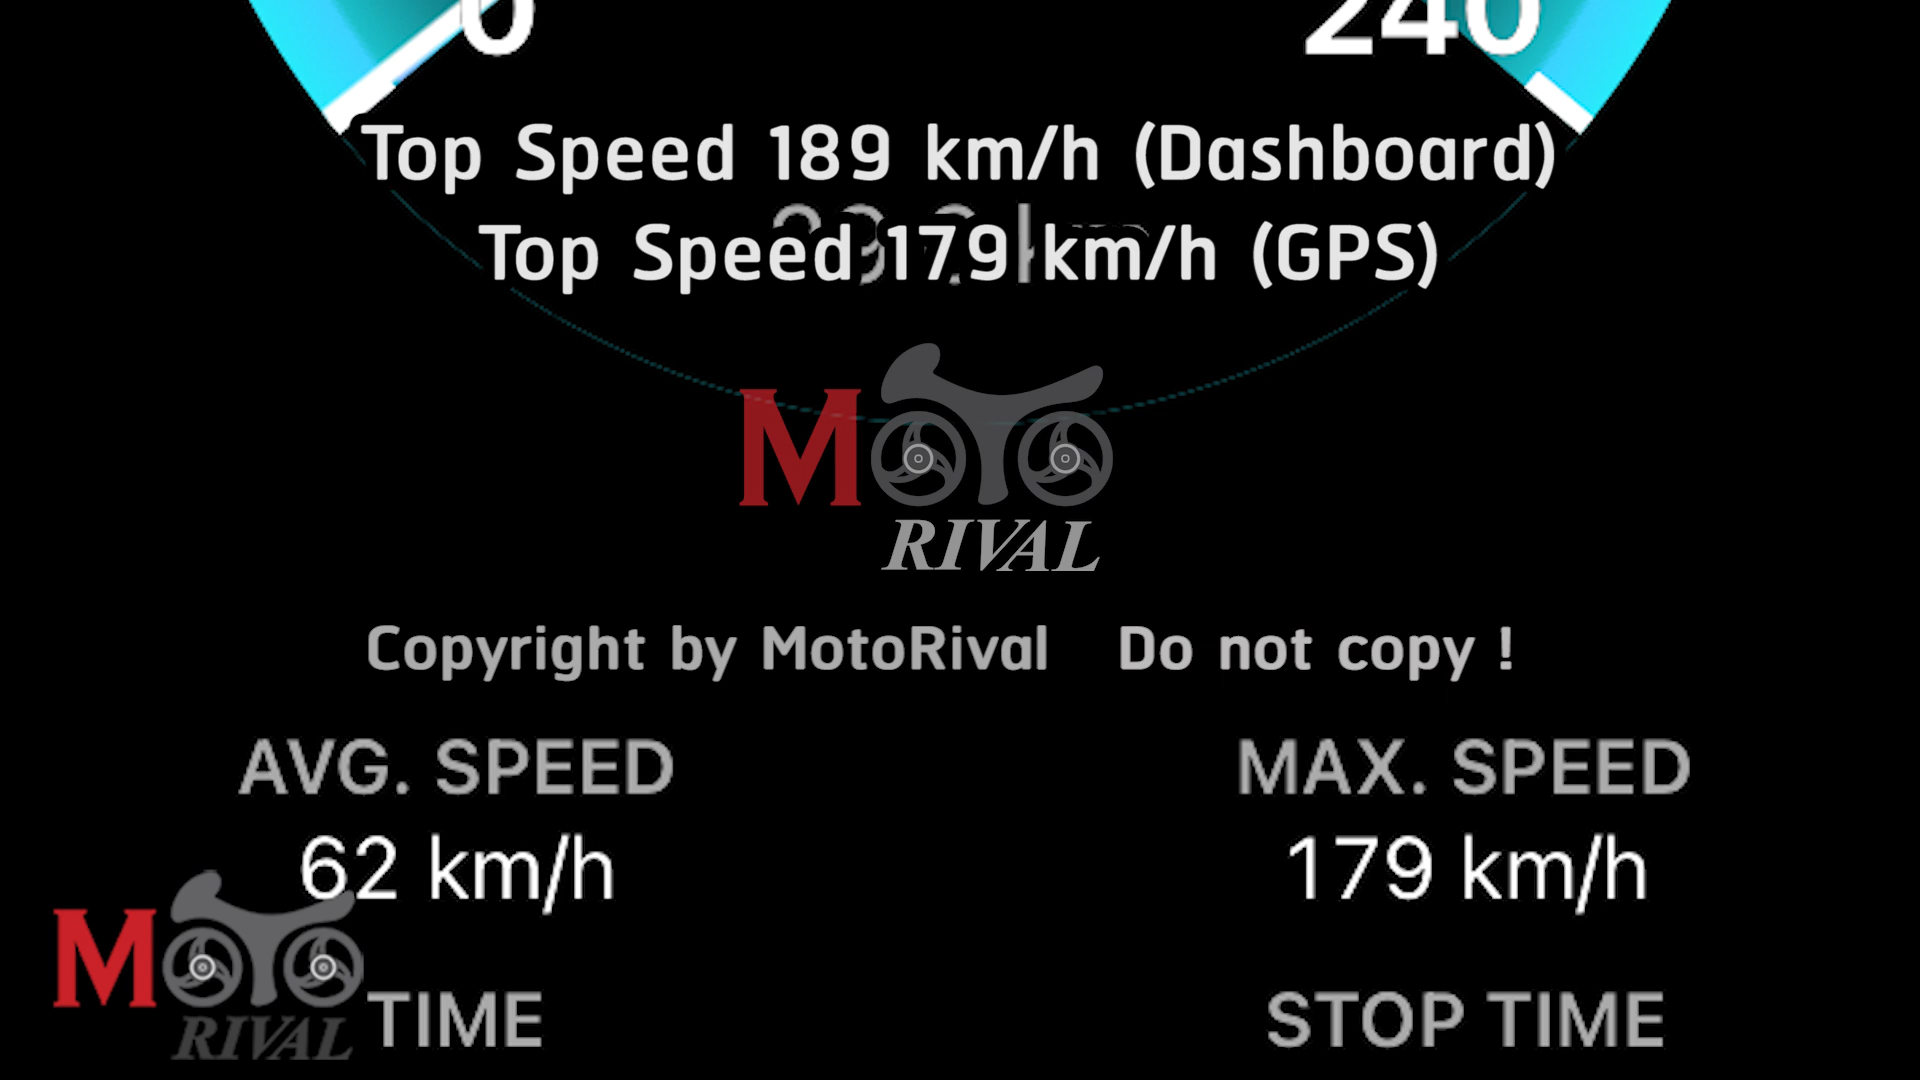 0 240
Top Speed 189 km/h (Dashboard)
Top Speed 179 km/h (GPS)
MOTO
RIVAL
Copyright by MotoRival Do not copy !
AVG. SPEED MAX. SPEED
62 km/h 179 km/h
MOTO
RIVAL
TIME STOP TIME